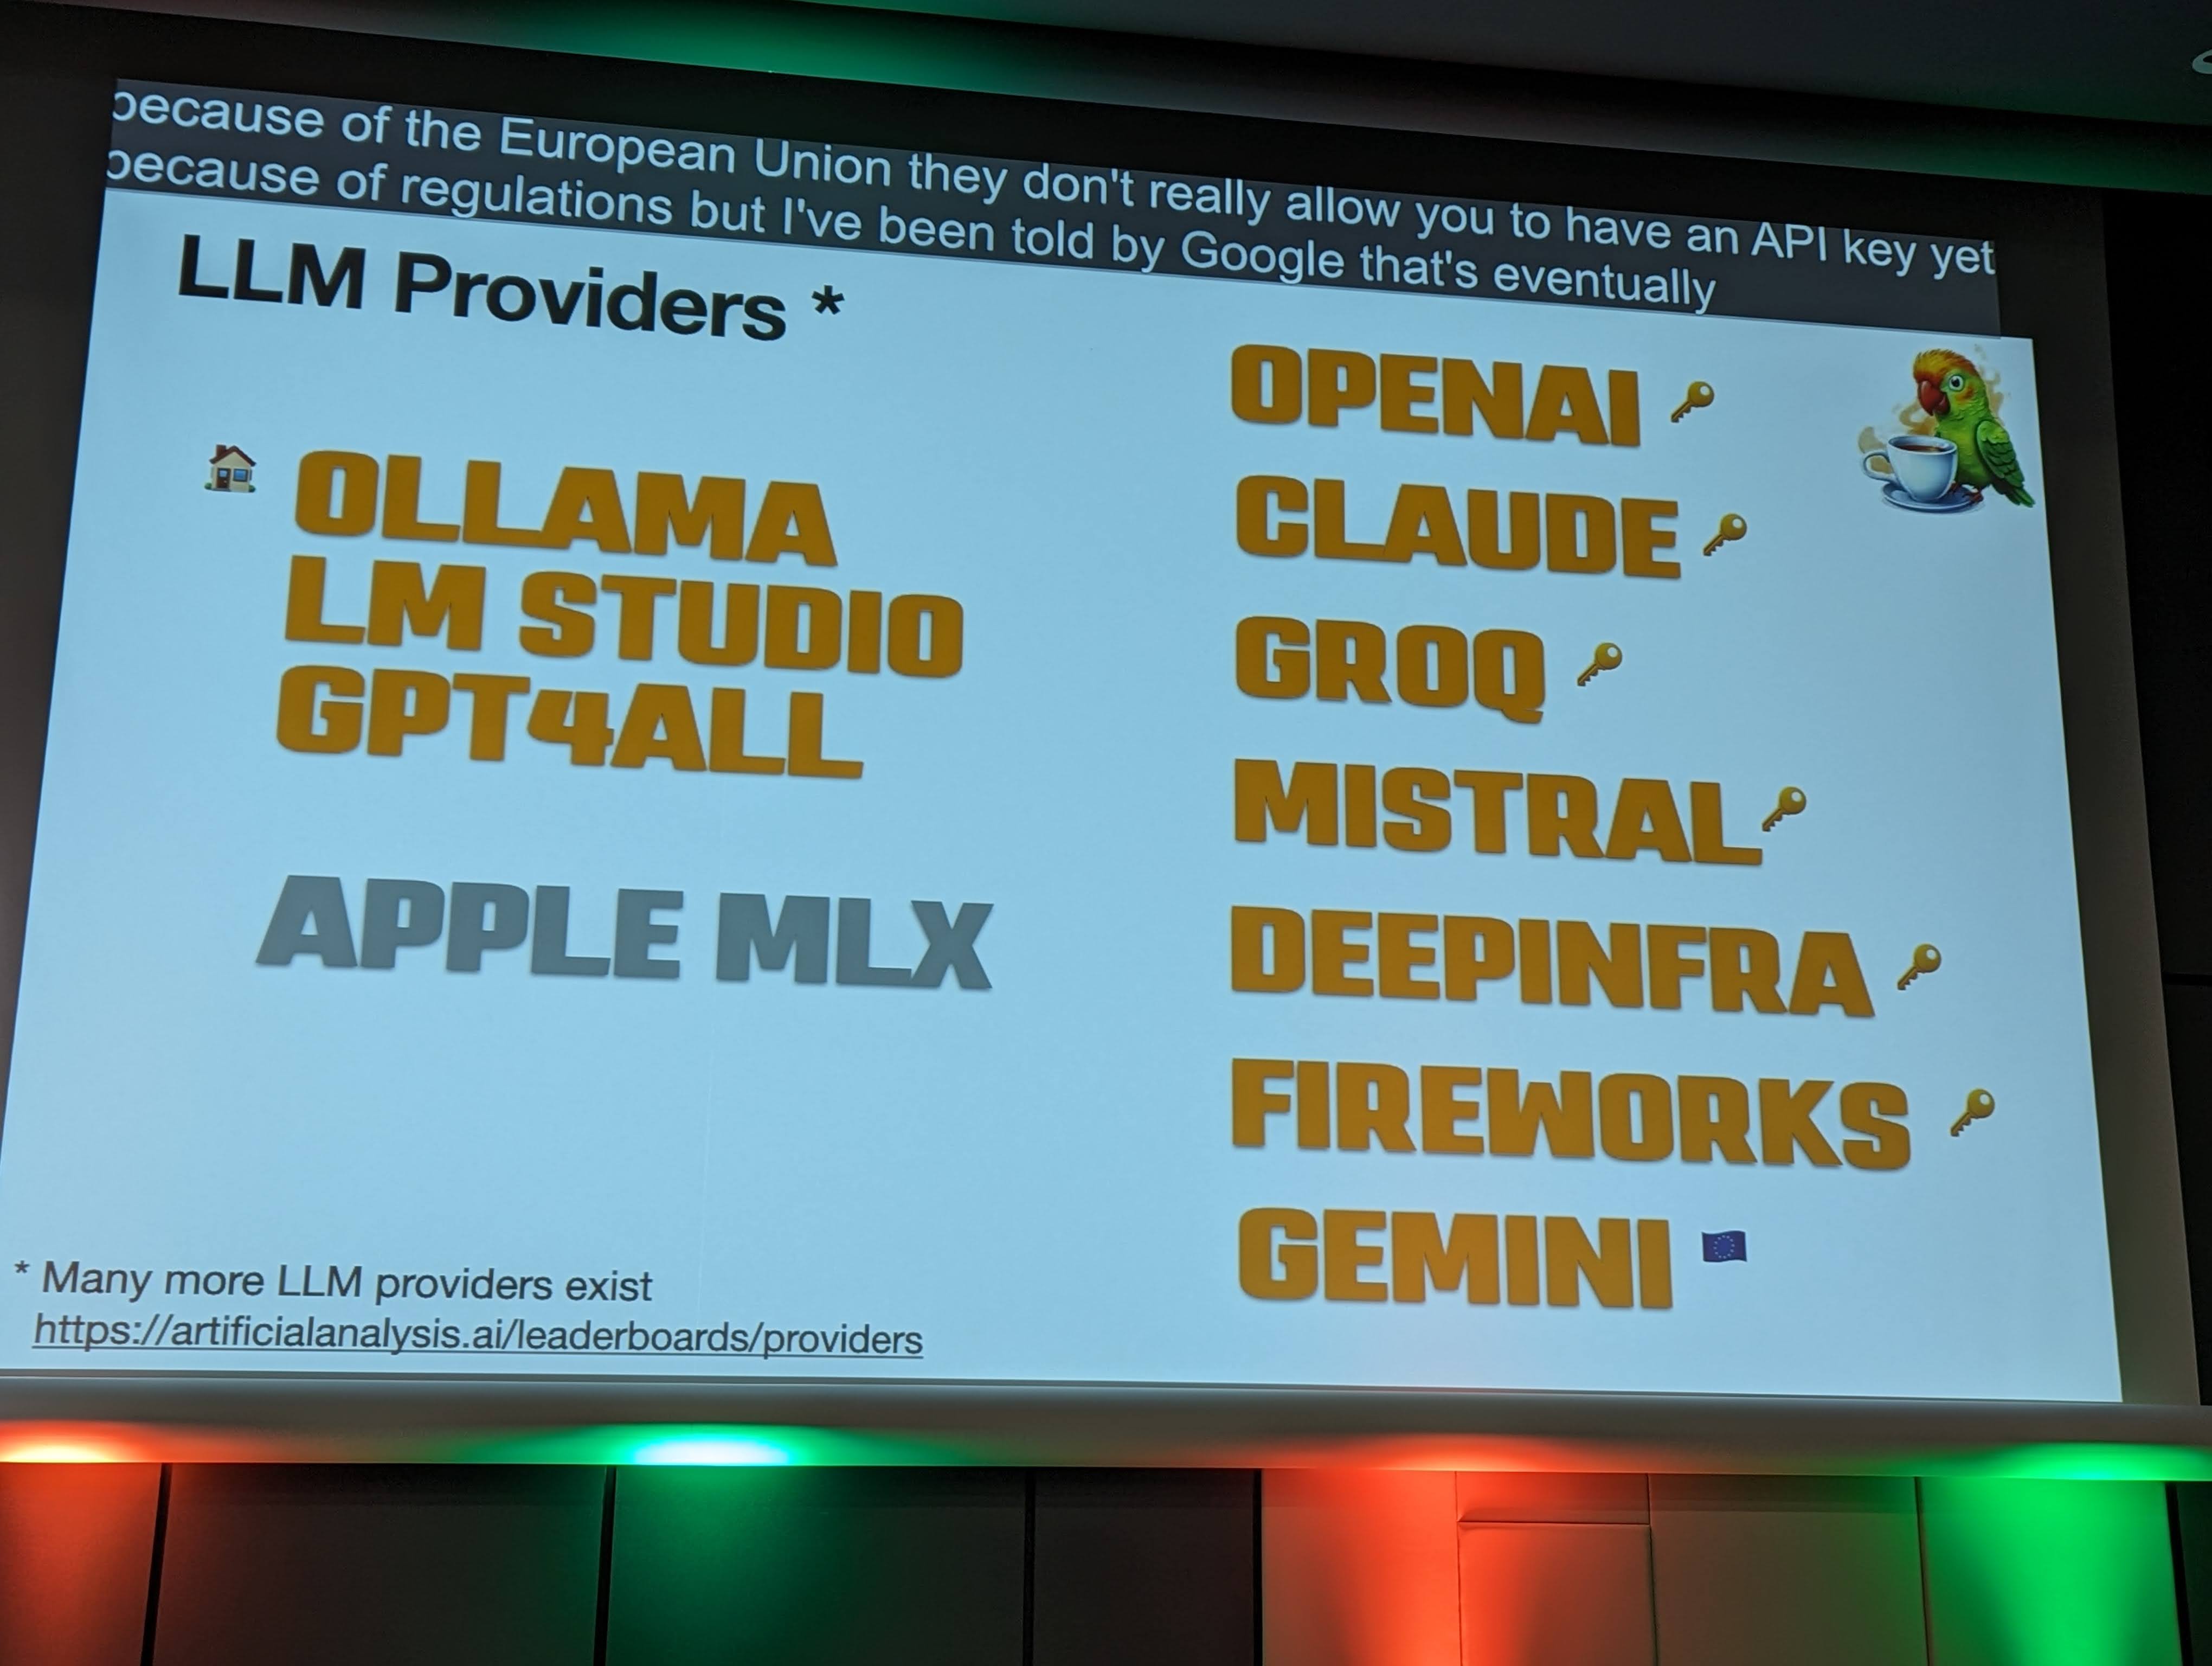 because of the European Union they don't really allow you to have an API key yet
because of regulations but I've been told by Google that's eventually
LLM Providers *
OLLAMA
LM STUDIO
GPT4ALL
APPLE MLX
OPENAI
CLAUDE
GROQ
MISTRAL
DEEPINFRA
FIREWORKS
GEMINI
* Many more LLM providers exist
https://artificialanalysis.ai/leaderboards/providers